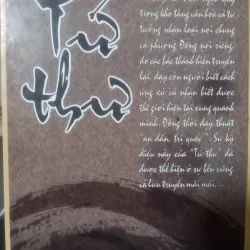 Tứ
thư
trong kho tàng văn hoá và tư
tưởng nhân loại nói chung
và phương Đông nói riêng,
do các bậc thánh hiền truyền
lại, dạy con người biết cách
ứng xử và nhận biết được
thế giới hiện tại xung quanh
mình. Đồng thời dạy thuật
"an dân, trị quốc". Sự kỳ
diệu này của "Tứ thư" đã
được thể hiện ở sự bền vững
và lưu truyền mãi mãi, ...